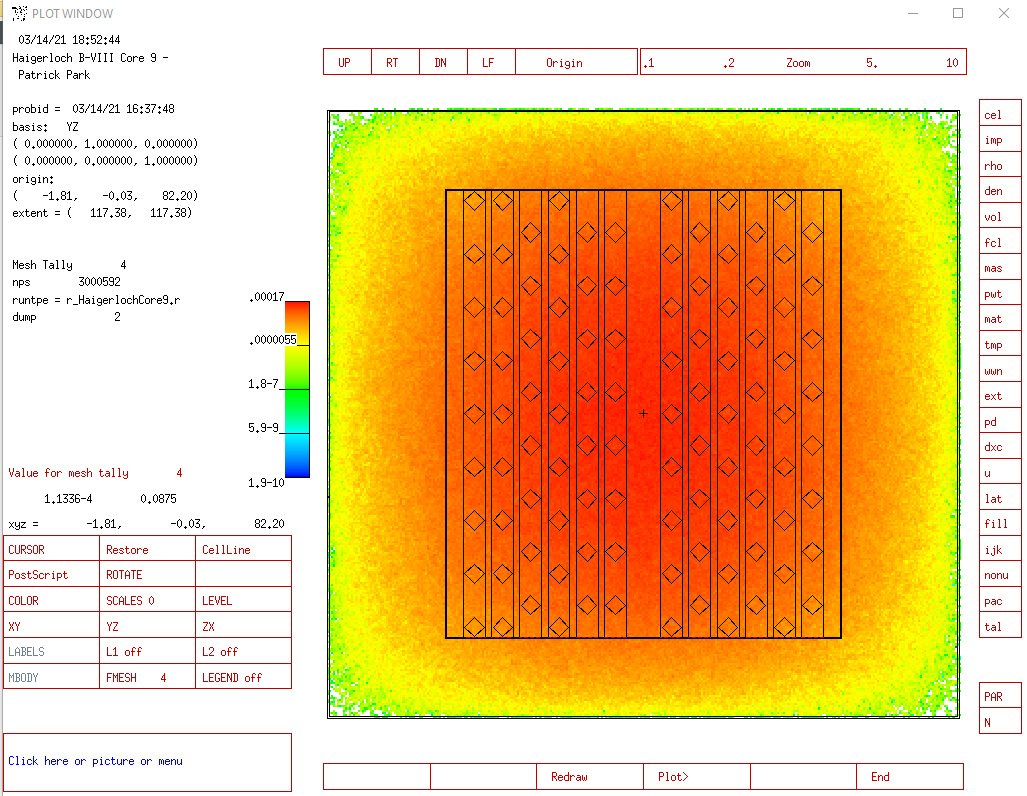 PLOT WINDOW
03/14/21 18:52:44
Haigerloch B-VIII Core 9 -
Patrick Park
probid = 03/14/21 16:37:48
basis: YZ
( 0.000000, 1.000000, 0.000000)
( 0.000000, 0.000000, 1.000000)
origin:
( -1.81, -0.03, 82.20)
extent = ( 117.38, 117.38)
Mesh Tally 4
nps 3000592
runtpe = r_HaigerlochCore9.r
dump 2
.00017
.0000055
1.8-7
5.9-9
1.9-10
Value for mesh tally 4
1.1336-4 0.0875
xyz = -1.81, -0.03, 82.20
CURSOR Restore CellLine
PostScript ROTATE
COLOR SCALES 0 LEVEL
XY YZ ZX
LABELS L1 off L2 off
MBODY FMESH 4 LEGEND off
Click here or picture or menu
UP RT DN LF Origin .1 .2 Zoom 5. 10
cel
imp
rho
den
vol
fcl
mas
pwt
mat
tmp
wwn
ext
pd
dxc
u
lat
fill
ijk
nonu
pac
tal
PAR
N
Redraw Plot> End